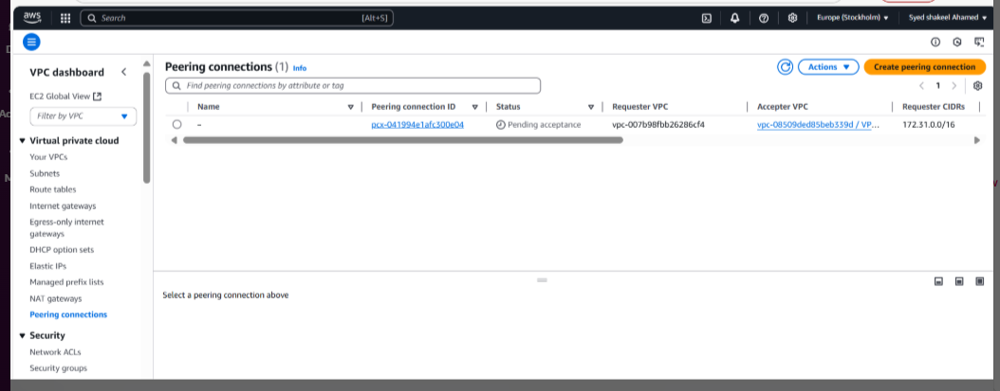 aws Search [Alt+S] Europe (Stockholm) Syed shakeel Ahamed
VPC dashboard
EC2 Global View
Filter by VPC
Virtual private cloud
Your VPCs
Subnets
Route tables
Internet gateways
Egress-only internet
gateways
DHCP option sets
Elastic IPs
Managed prefix lists
NAT gateways
Peering connections
Security
Network ACLs
Security groups
Peering connections (1) Info
Actions
Create peering connection
Find peering connections by attribute or tag
1
Name Peering connection ID Status Requester VPC Accepter VPC Requester CIDRs
– pcx-041994e1afc300e04 Pending acceptance vpc-007b98fbb26286cf4 vpc-08509ded85beb339d / VP... 172.31.0.0/16
Select a peering connection above